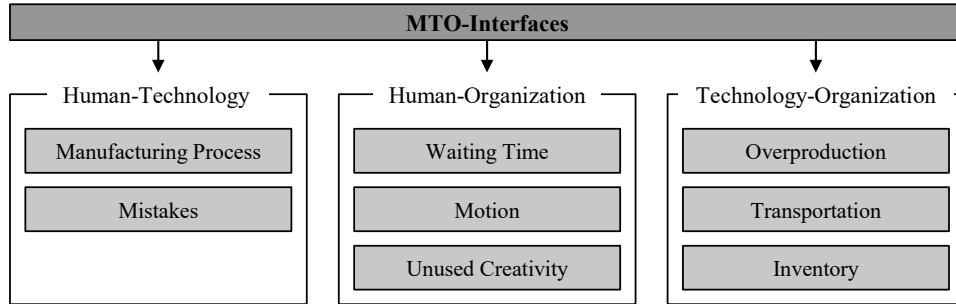 MTO-Interfaces
Human-Technology
Manufacturing Process
Mistakes
Human-Organization
Waiting Time
Motion
Unused Creativity
Technology-Organization
Overproduction
Transportation
Inventory